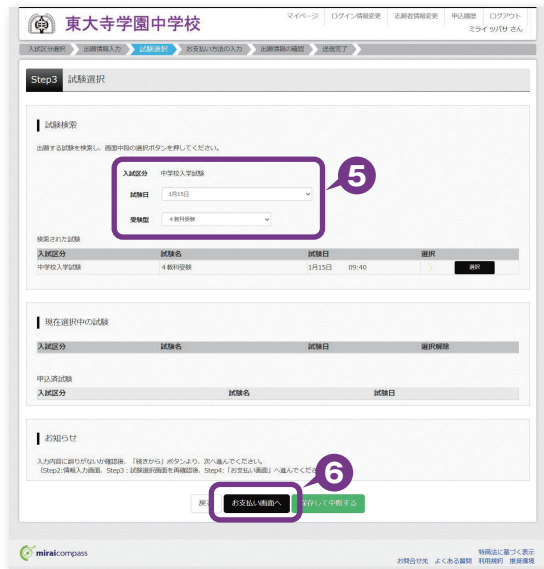 東大寺学園中学校
マイページ ログイン情報変更 志願者情報変更 申込履歴 ログアウト
ミライ ツバサ さん
入試区分選択 出願情報入力 試験選択 お支払い方法の入力 出願情報の確認 送信完了
Step3 試験選択
試験検索
出願する試験を検索し、画面中段の選択ボタンを押してください。
入試区分 中学校入学試験
試験日 1月15日
受験型 4教科受験
5
検索された試験
入試区分 試験名 試験日 選択
中学校入学試験 4教科受験 1月15日 09:40 選択
現在選択中の試験
入試区分 試験名 試験日 選択解除
申込済試験
入試区分 試験名 試験日
お知らせ
入力内容に誤りがないか確認後、「続きから」ボタンより、次へ進んでください。
(Step2:情報入力画面、Step3:試験選択画面を再確認後、Step4:「お支払い画面」へ進んでくださ
6
戻 お支払い画面へ 保存して中断する
miraicompass
特商法に基づく表示
お問合せ先 よくある質問 利用規約 推奨環境